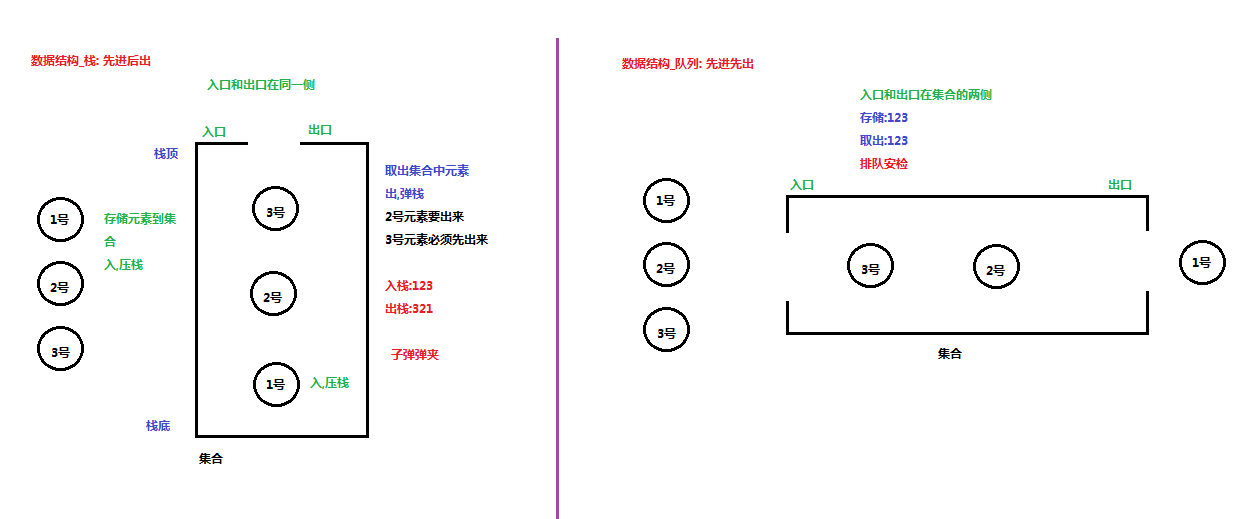 数据结构_栈: 先进后出
入口和出口在同一侧
入口
出口
栈顶
1号
2号
3号
存储元素到集
合
入,压栈
3号
2号
1号
入,压栈
栈底
集合
取出集合中元素
出,弹栈
2号元素要出来
3号元素必须先出来
入栈:123
出栈:321
子弹弹夹
数据结构_队列: 先进先出
入口和出口在集合的两侧
存储:123
取出:123
排队安检
入口
出口
1号
2号
3号
3号
2号
1号
集合